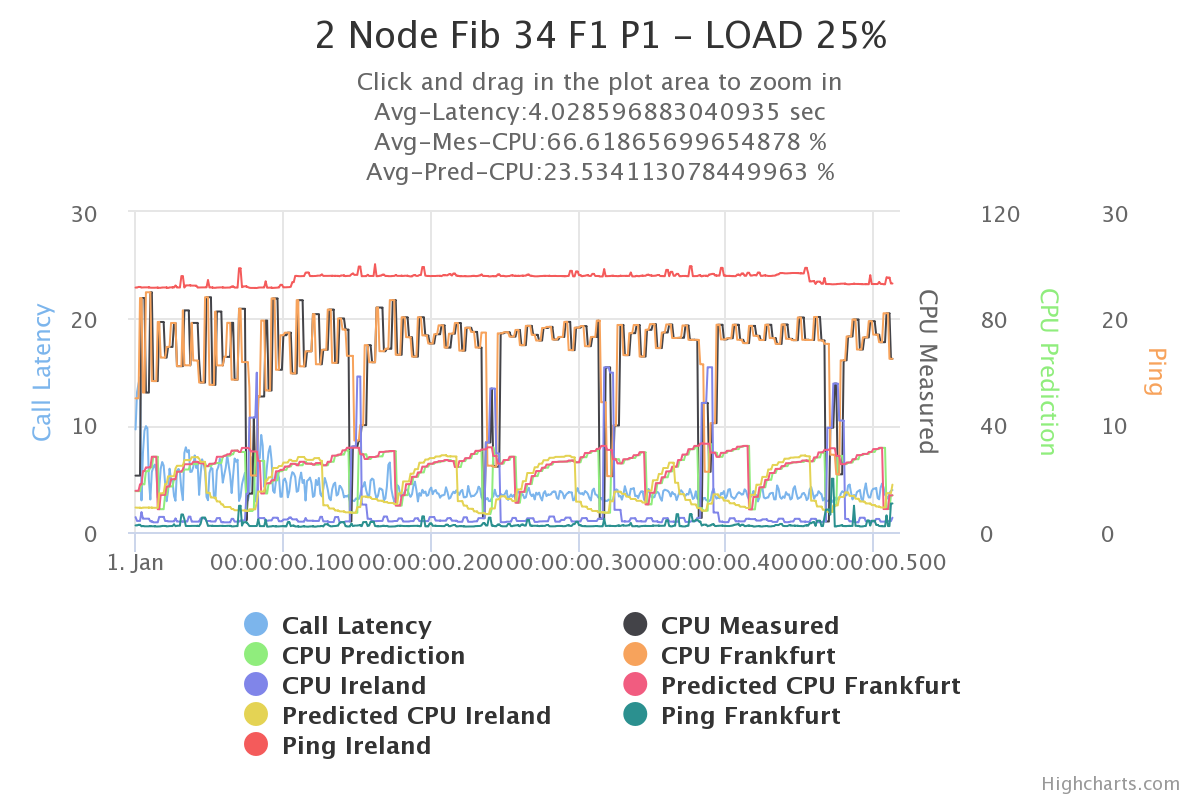 2 Node Fib 34 F1 P1 - LOAD 25%
Click and drag in the plot area to zoom in
Avg-Latency:4.028596883040935 sec
Avg-Mes-CPU:66.61865699654878 %
Avg-Pred-CPU:23.534113078449963 %
30 120 30
20 80 20
10 40 10
0 0 0
Call Latency
CPU Measured
CPU Prediction
Ping
1. Jan 00:00:00.100 00:00:00.200 00:00:00.300 00:00:00.400 00:00:00.500
Call Latency CPU Measured
CPU Prediction CPU Frankfurt
CPU Ireland Predicted CPU Frankfurt
Predicted CPU Ireland Ping Frankfurt
Ping Ireland
Highcharts.com